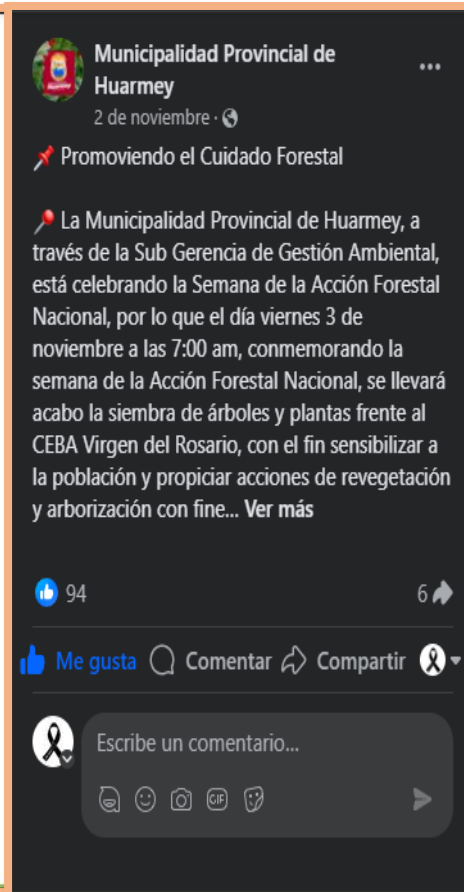 Municipalidad Provincial de
Huarmey
2 de noviembre ·
Promoviendo el Cuidado Forestal
La Municipalidad Provincial de Huarmey, a
través de la Sub Gerencia de Gestión Ambiental,
está celebrando la Semana de la Acción Forestal
Nacional, por lo que el día viernes 3 de
noviembre a las 7:00 am, conmemorando la
semana de la Acción Forestal Nacional, se llevará
acabo la siembra de árboles y plantas frente al
CEBA Virgen del Rosario, con el fin sensibilizar a
la población y propiciar acciones de revegetación
y arborización con fine... Ver más
94 6
Me gusta Comentar Compartir
Escribe un comentario...
GIF